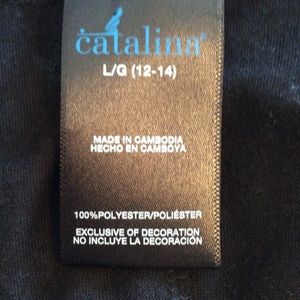 catalina®
L/G (12-14)
MADE IN CAMBODIA
HECHO EN CAMBOYA
100%POLYESTER/POLIÉSTER
EXCLUSIVE OF DECORATION
NO INCLUYE LA DECORACIÓN